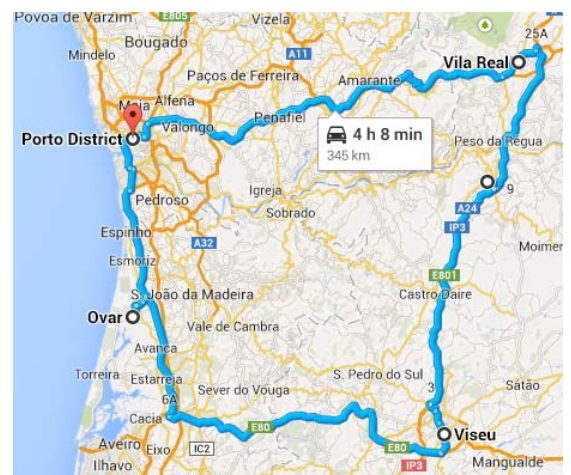 Povoa de Varzim
E805
Vizela
25A
Bougado
Mindelo
A11
Vila Real
Paços de Ferreira
Amarante
Maia
Alfena
Penafiel
Porto District
Valongo
4 h 8 min
345 km
Peso da Régua
9
Igreja
Sobrado
Pedroso
A24
IP3
Espinho
A32
Moimen
Esmoriz
E801
S. João da Madeira
Castro Daire
Ovar
Vale de Cambra
Avanca
Torreira
Estarreja
S. Pedro do Sul
Sever do Vouga
3
Satão
6A
Cacia
E80
Viseu
Aveiro
Eixo
IC2
E80
IP3
Mangualde
Ilhavo